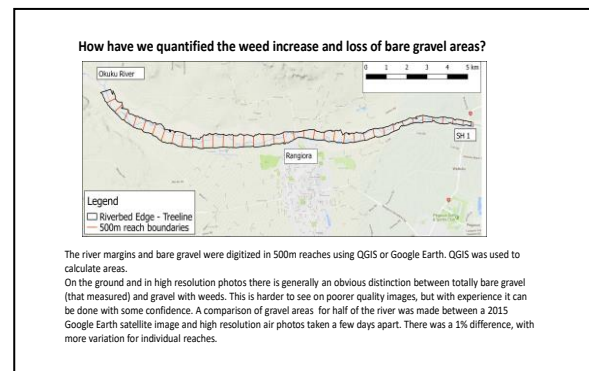 How have we quantified the weed increase and loss of bare gravel areas?
Okuku River
0 1 2 3 4 5 km
SH 1
Rangiora
Legend
Riverbed Edge - Treeline
500m reach boundaries
The river margins and bare gravel were digitized in 500m reaches using QGIS or Google Earth. QGIS was used to
calculate areas.
On the ground and in high resolution photos there is generally an obvious distinction between totally bare gravel
(that measured) and gravel with weeds. This is harder to see on poorer quality images, but with experience it can
be done with some confidence. A comparison of gravel areas for half of the river was made between a 2015
Google Earth satellite image and high resolution air photos taken a few days apart. There was a 1% difference, with
more variation for individual reaches.